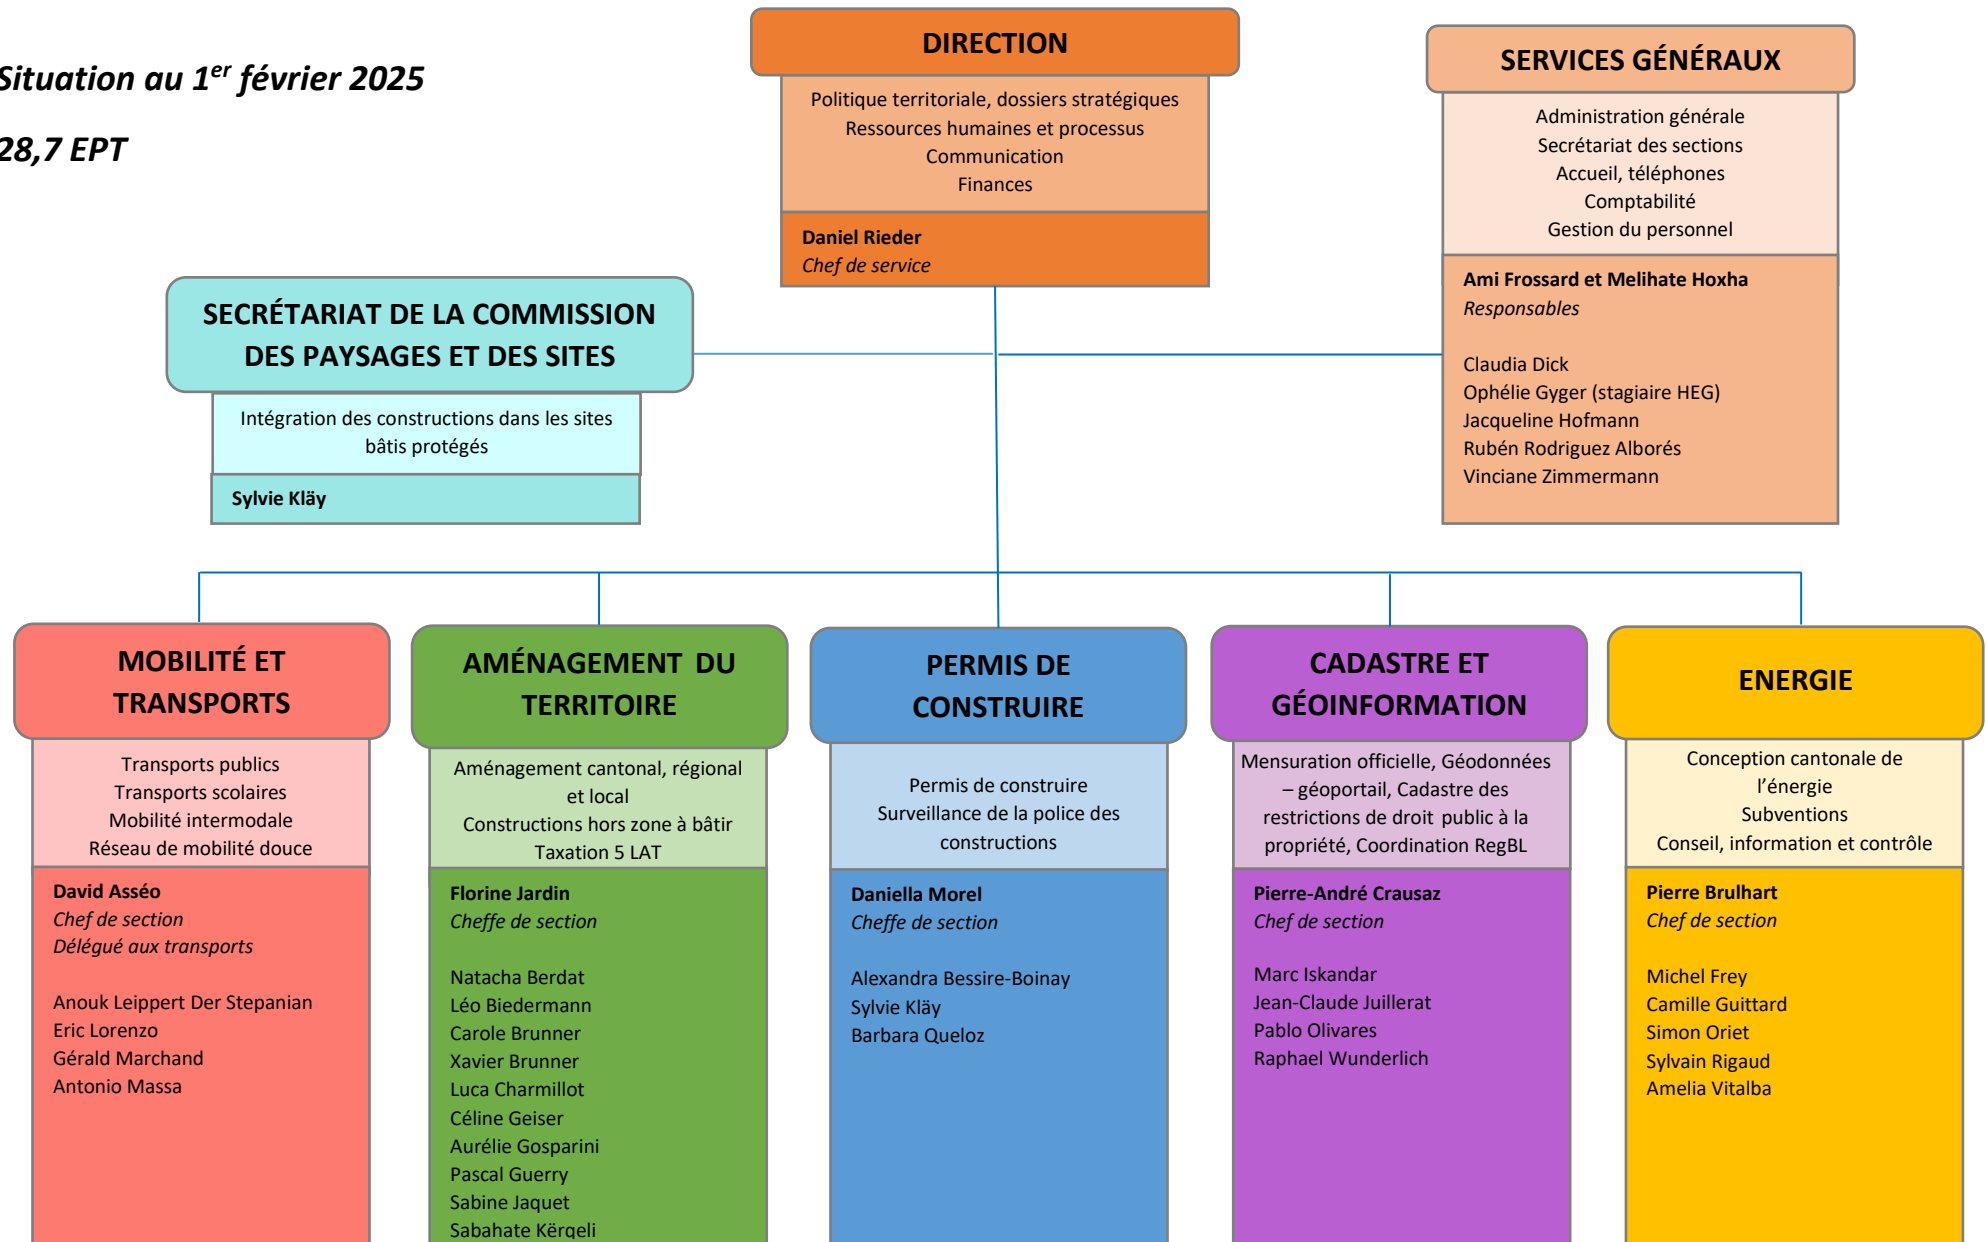 Situation au 1er février 2025
28,7 EPT
DIRECTION
Politique territoriale, dossiers stratégiques
Ressources humaines et processus
Communication
Finances
Daniel Rieder
Chef de service
SERVICES GÉNÉRAUX
Administration générale
Secrétariat des sections
Accueil, téléphones
Comptabilité
Gestion du personnel
Ami Frossard et Melihate Hoxha
Responsables
Claudia Dick
Ophélie Gyger (stagiaire HEG)
Jacqueline Hofmann
Rubén Rodriguez Alborés
Vinciane Zimmermann
SECRÉTARIAT DE LA COMMISSION
DES PAYSAGES ET DES SITES
Intégration des constructions dans les sites
bâtis protégés
Sylvie Kläy
MOBILITÉ ET
TRANSPORTS
Transports publics
Transports scolaires
Mobilité intermodale
Réseau de mobilité douce
David Asséo
Chef de section
Délégué aux transports
Anouk Leippert Der Stepanian
Eric Lorenzo
Gérald Marchand
Antonio Massa
AMÉNAGEMENT DU
TERRITOIRE
Aménagement cantonal, régional
et local
Constructions hors zone à bâtir
Taxation 5 LAT
Florine Jardin
Cheffe de section
Natacha Berdat
Léo Biedermann
Carole Brunner
Xavier Brunner
Luca Charmillot
Céline Geiser
Aurélie Gosparini
Pascal Guerry
Sabine Jaquet
Sabahate Kërqeli
PERMIS DE
CONSTRUIRE
Permis de construire
Surveillance de la police des
constructions
Daniella Morel
Cheffe de section
Alexandra Bessire-Boinay
Sylvie Kläy
Barbara Queloz
CADASTRE ET
GÉOINFORMATION
Mensuration officielle, Géodonnées
– géoportail, Cadastre des
restrictions de droit public à la
propriété, Coordination RegBL
Pierre-André Crausaz
Chef de section
Marc Iskandar
Jean-Claude Juillerat
Pablo Olivares
Raphael Wunderlich
ENERGIE
Conception cantonale de
l’énergie
Subventions
Conseil, information et contrôle
Pierre Brulhart
Chef de section
Michel Frey
Camille Guittard
Simon Oriet
Sylvain Rigaud
Amelia Vitalba